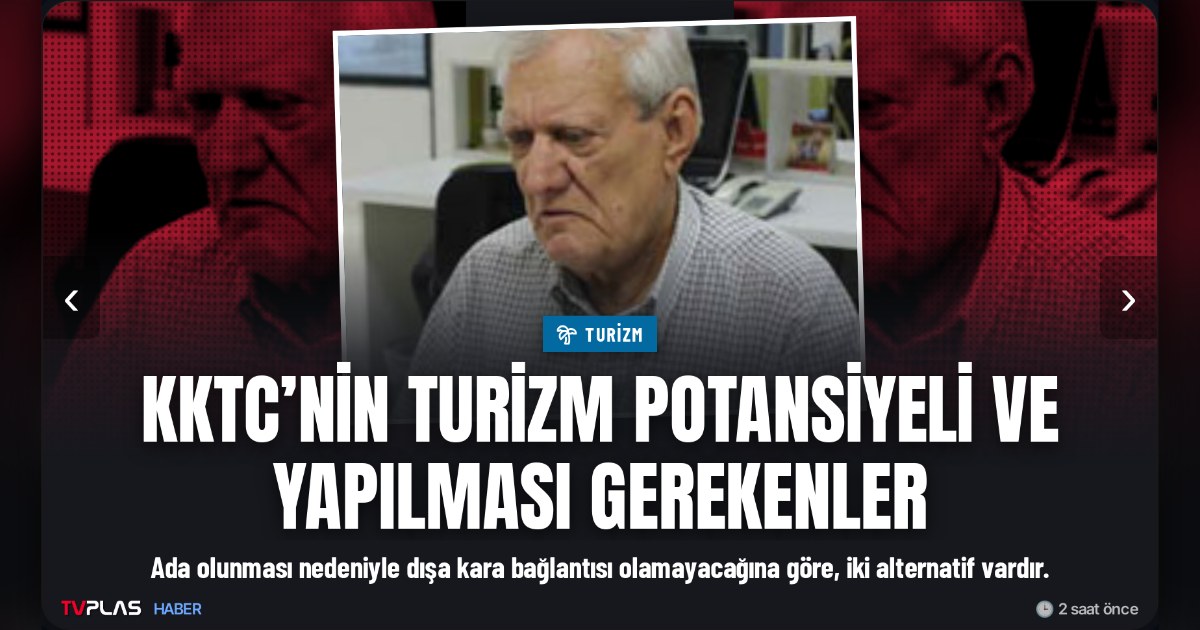 TURİZM
KKTC’NİN TURİZM POTANSİYELİ VE
YAPILMASI GEREKENLER
Ada olunması nedeniyle dışa kara bağlantısı olamayacağına göre, iki alternatif vardır.
TVPLAS HABER
2 saat önce